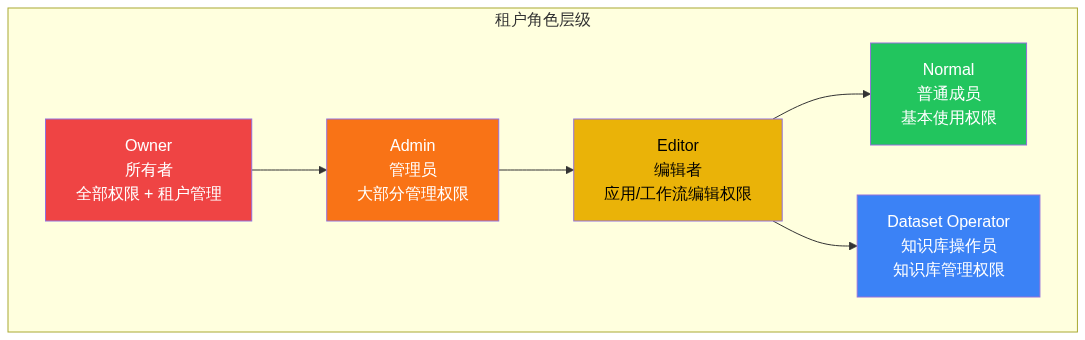 租户角色层级
Owner
所有者
全部权限 + 租户管理
Admin
管理员
大部分管理权限
Editor
编辑者
应用/工作流编辑权限
Normal
普通成员
基本使用权限
Dataset Operator
知识库操作员
知识库管理权限